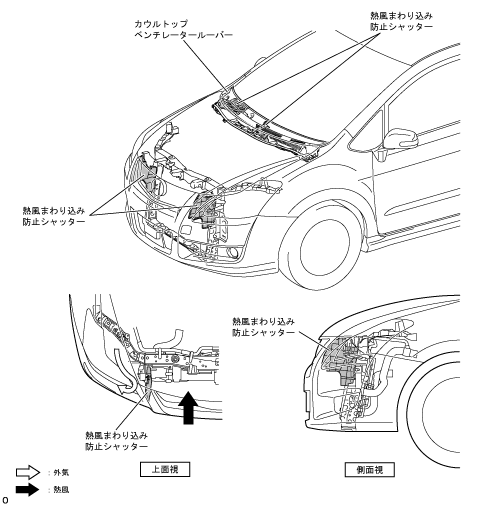 熱風まわり込み
防止シャッター
カウルトップ
ベンチレータールーバー
熱風まわり込み
防止シャッター
熱風まわり込み
防止シャッター
熱風まわり込み
防止シャッター
上面視
側面視
：外気
：熱風
O